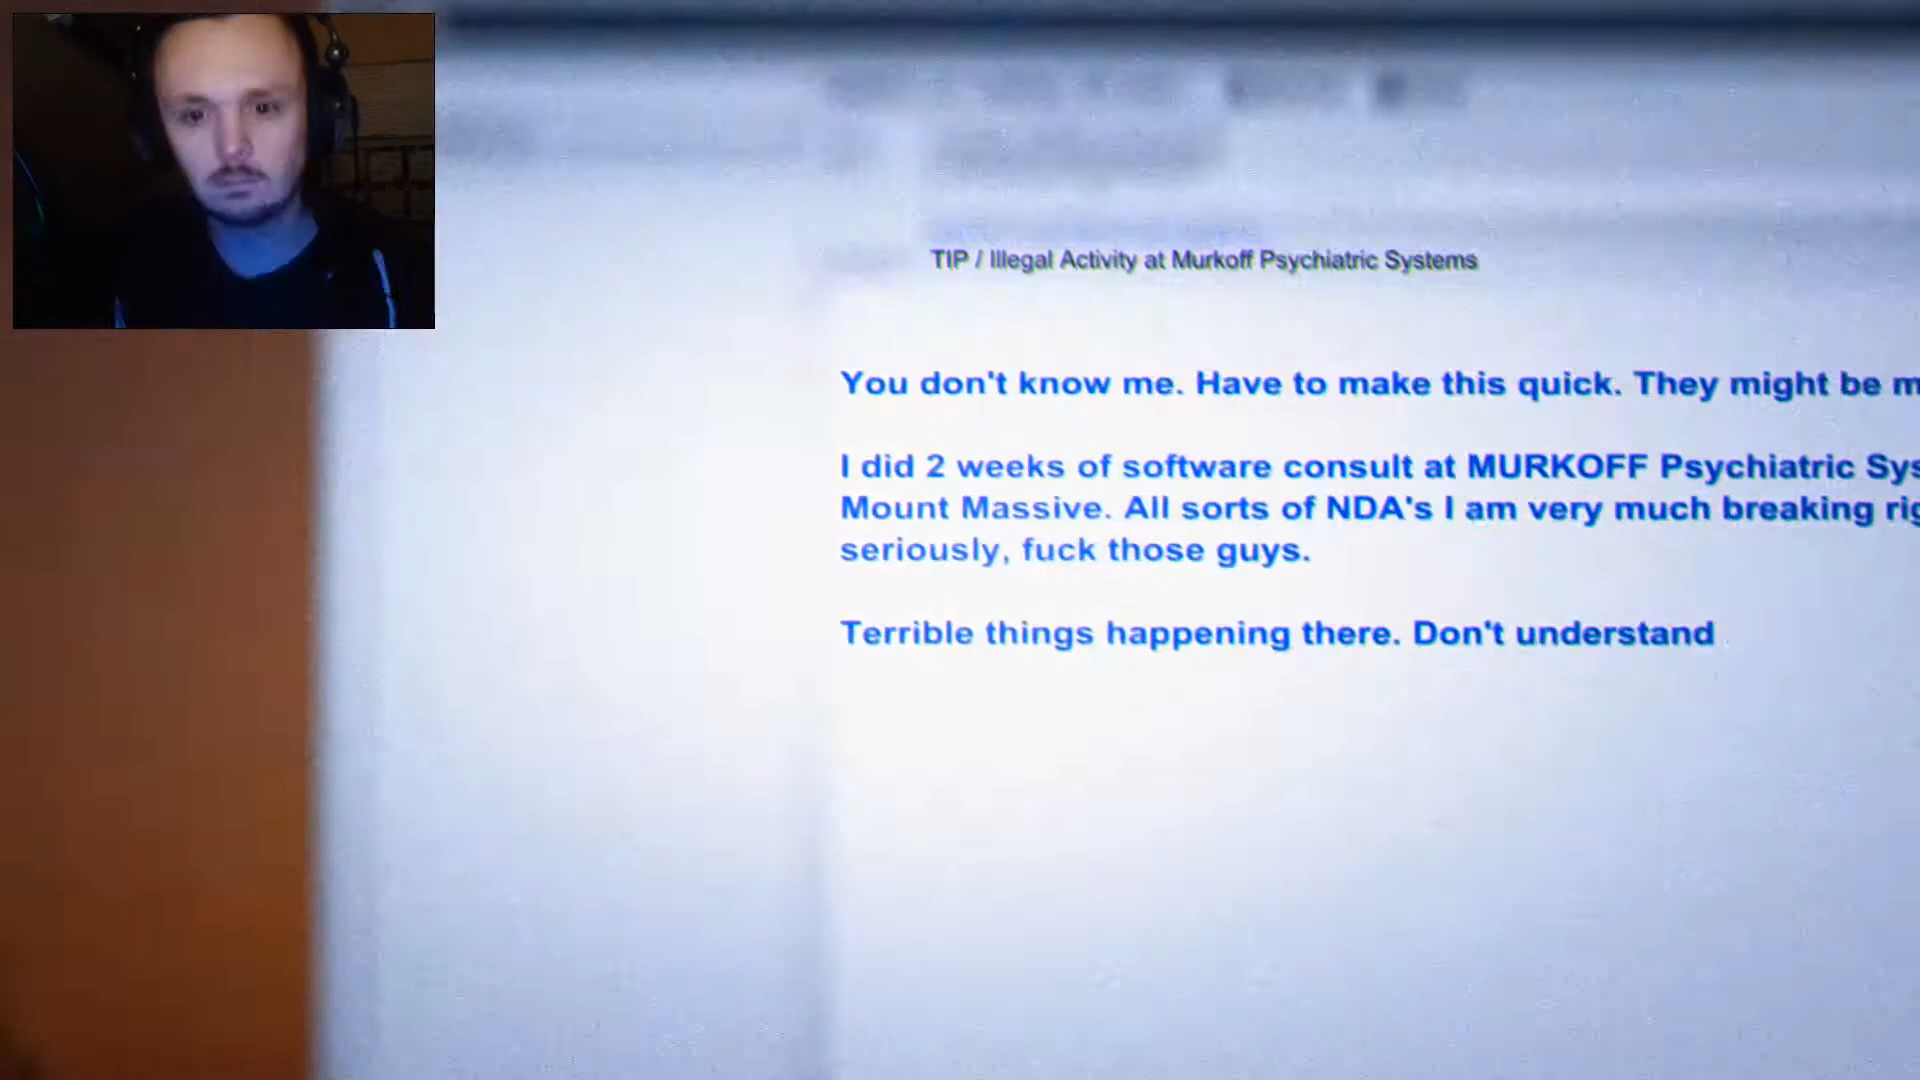 TIP / Illegal Activity at Murkoff Psychiatric Systems
You don't know me. Have to make this quick. They might be m
I did 2 weeks of software consult at MURKOFF Psychiatric Sys
Mount Massive. All sorts of NDA's I am very much breaking rig
seriously, fuck those guys.
Terrible things happening there. Don't understand